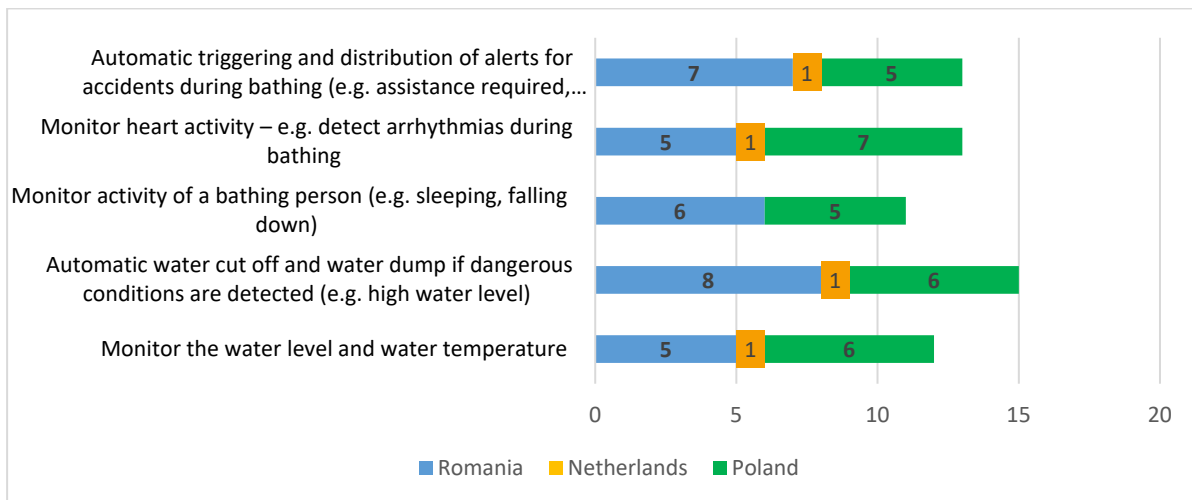 Automatic triggering and distribution of alerts for
accidents during bathing (e.g. assistance required,...
7 1 5
Monitor heart activity – e.g. detect arrhythmias during
bathing
5 1 7
Monitor activity of a bathing person (e.g. sleeping, falling
down)
6 5
Automatic water cut off and water dump if dangerous
conditions are detected (e.g. high water level)
8 1 6
Monitor the water level and water temperature
5 1 6
0 5 10 15 20
Romania Netherlands Poland